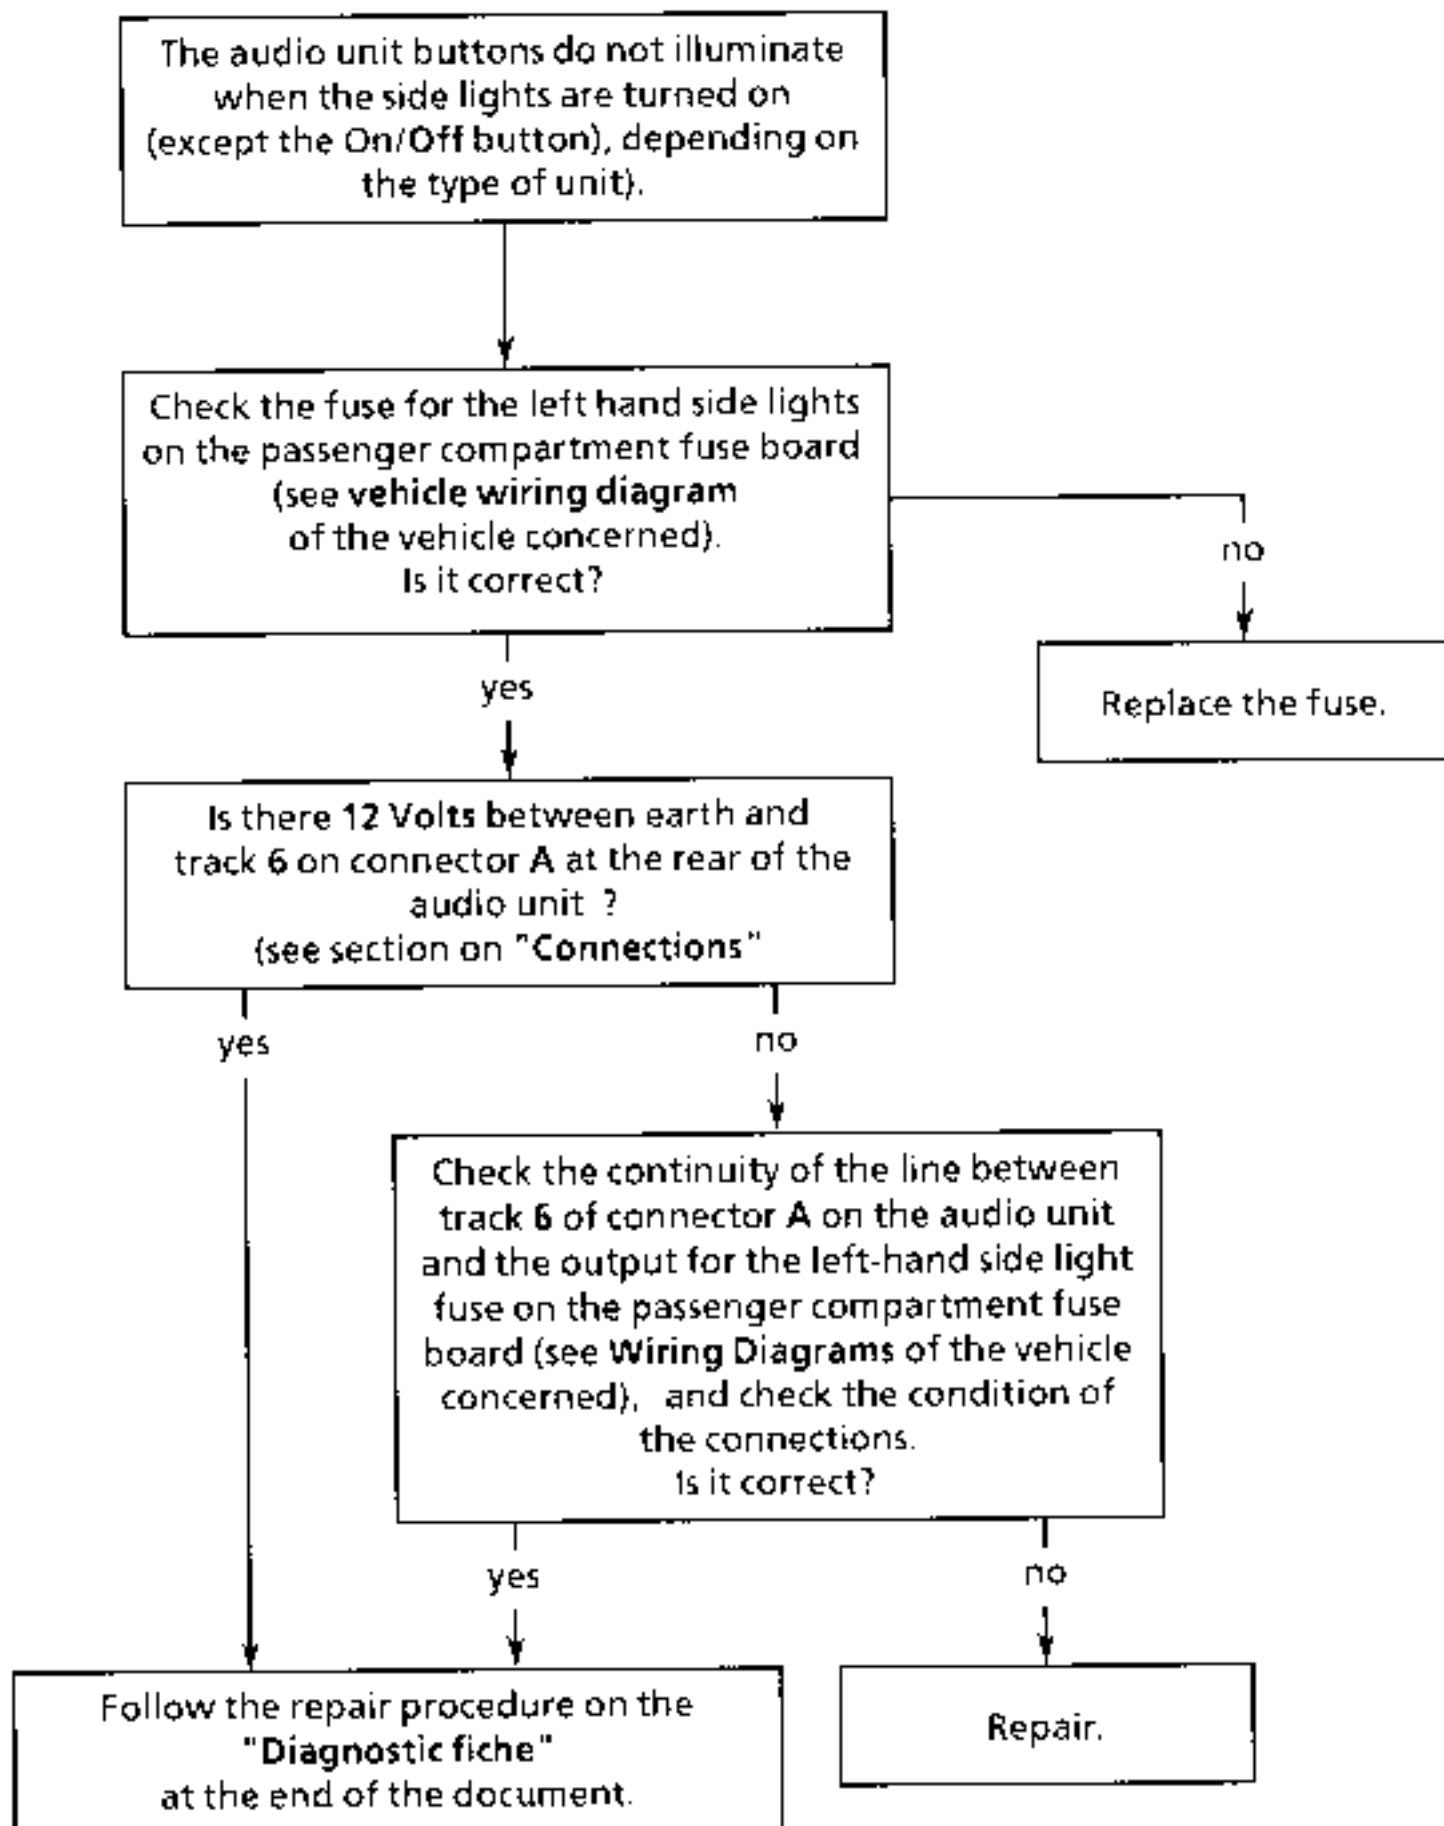 The audio unit buttons do not illuminate
when the side lights are turned on
(except the On/Off button), depending on
the type of unit).
Check the fuse for the left hand side lights
on the passenger compartment fuse board
(see vehicle wiring diagram
of the vehicle concerned).
Is it correct?
no
Replace the fuse.
yes
Is there 12 Volts between earth and
track 6 on connector A at the rear of the
audio unit ?
(see section on "Connections"
yes
no
Check the continuity of the line between
track 6 of connector A on the audio unit
and the output for the left-hand side light
fuse on the passenger compartment fuse
board (see Wiring Diagrams of the vehicle
concerned), and check the condition of
the connections.
Is it correct?
yes
no
Follow the repair procedure on the
"Diagnostic fiche"
at the end of the document.
Repair.